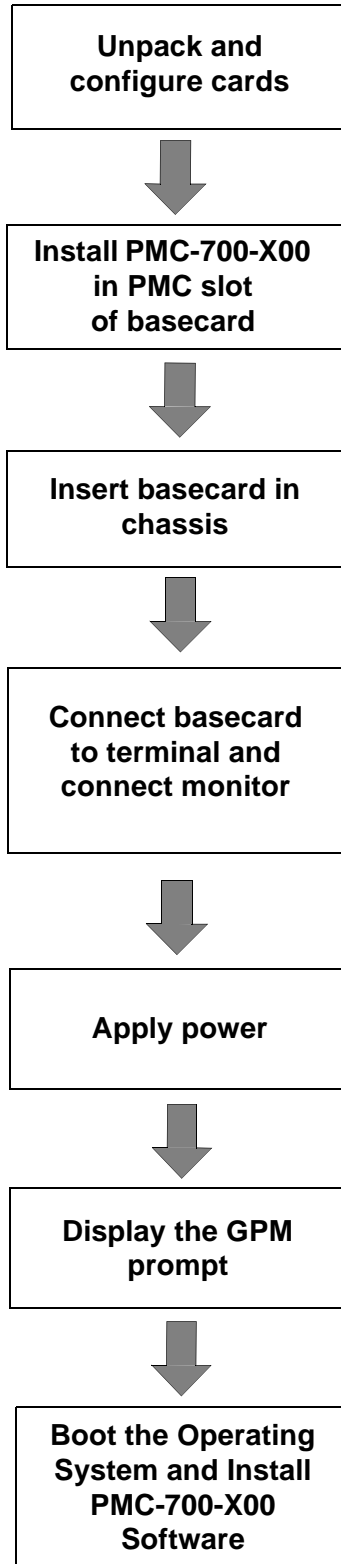 Unpack and
configure cards
Install PMC-700-X00
in PMC slot
of basecard
Insert basecard in
chassis
Connect basecard
to terminal and
connect monitor
Apply power
Display the GPM
prompt
Boot the Operating
System and Install
PMC-700-X00
Software